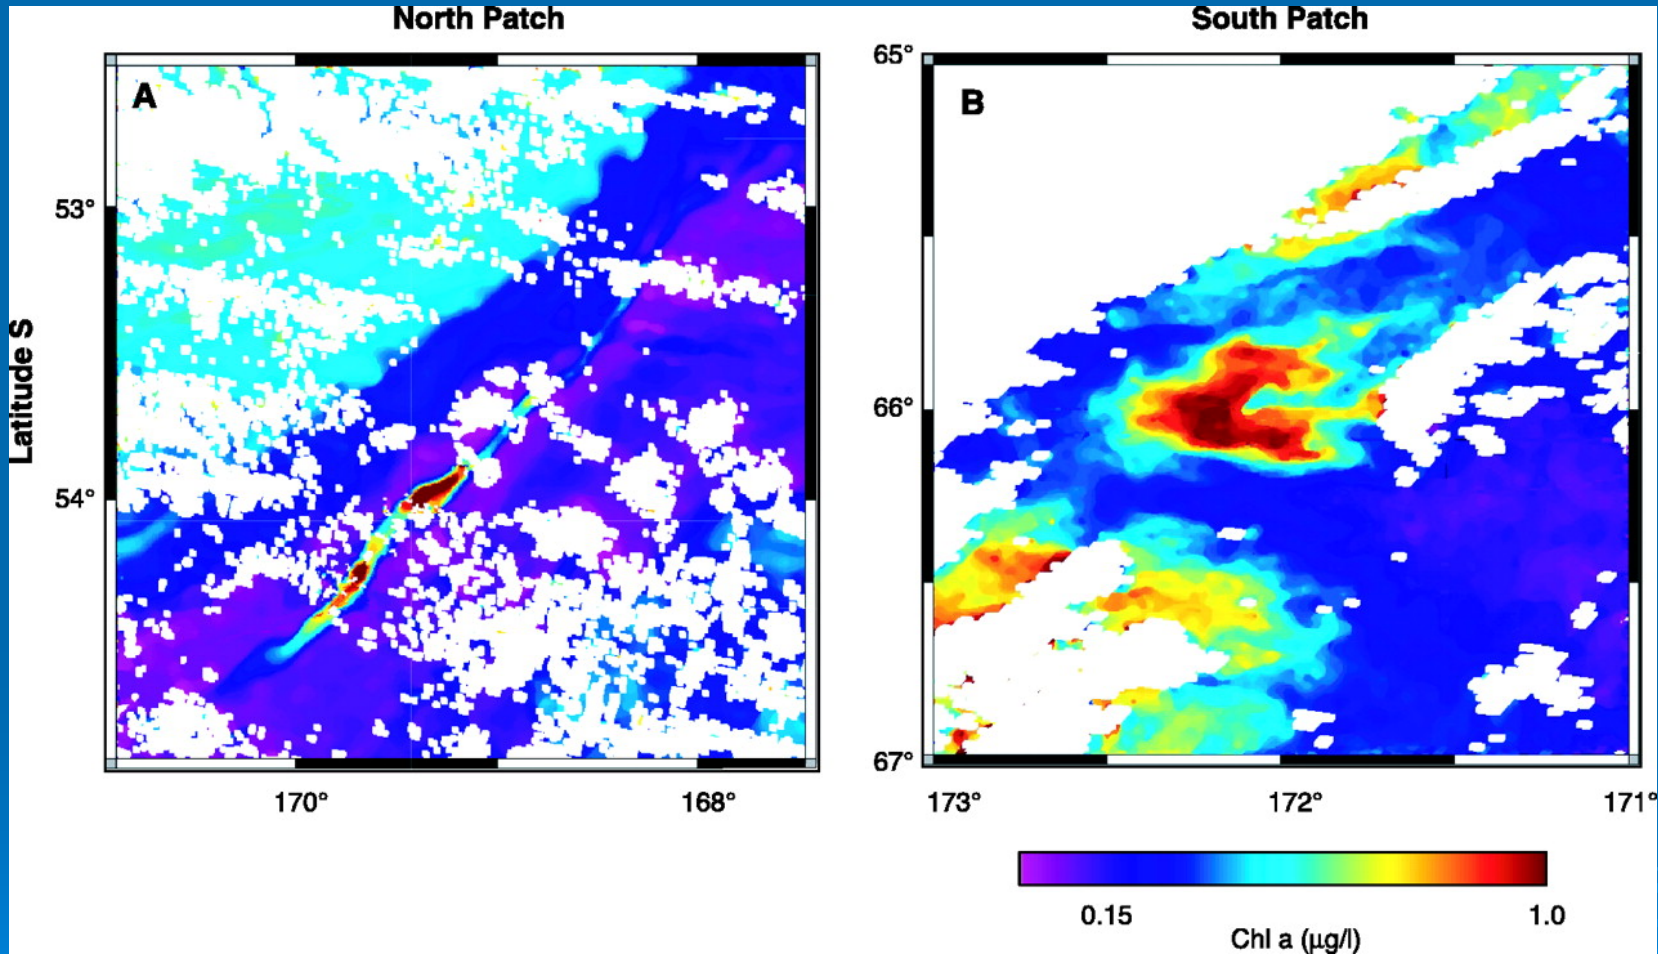 North Patch
South Patch
A
B
65°
53°
66°
54°
67°
Latitude S
170°
168°
173°
172°
171°
0.15
1.0
Chl a (μg/l)